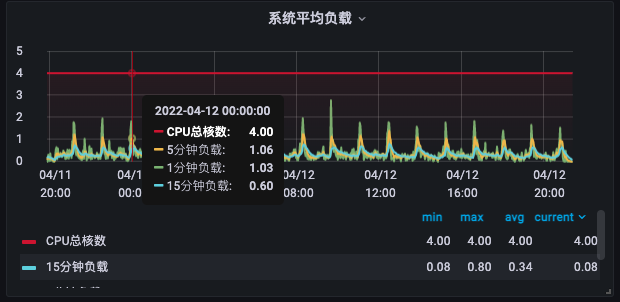 系统平均负载
5
4
3
2
1
0
2022-04-12 00:00:00
CPU总核数: 4.00
5分钟负载: 1.06
1分钟负载: 1.03
15分钟负载: 0.60
04/11 04/1 04/12 04/12 04/12 04/12
20:00 00:0 08:00 12:00 16:00 20:00
min max avg current
CPU总核数 4.00 4.00 4.00 4.00
15分钟负载 0.08 0.80 0.34 0.08